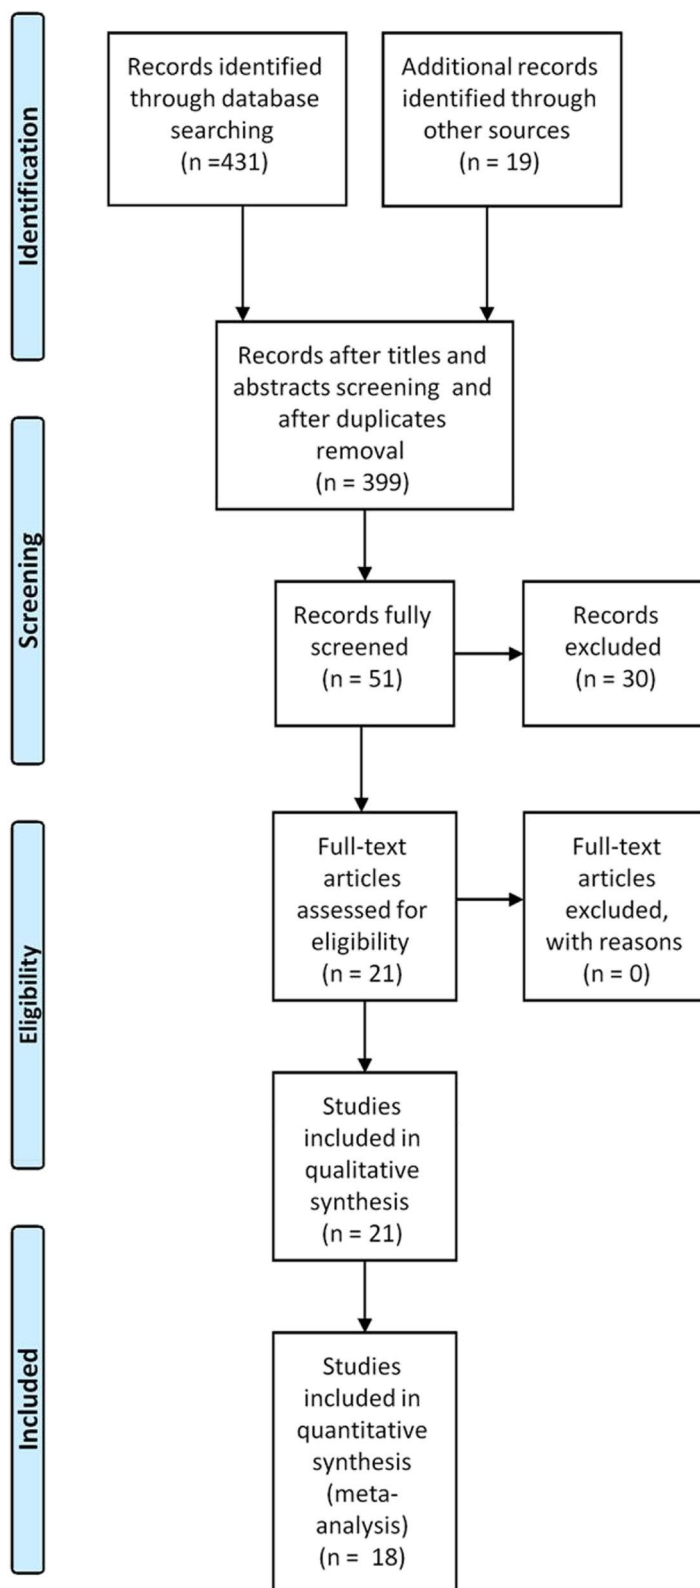 Identification
Records identified
through database
searching
(n =431)
Additional records
identified through
other sources
(n = 19)
Records after titles and
abstracts screening and
after duplicates
removal
(n = 399)
Screening
Records fully
screened
(n = 51)
Records
excluded
(n = 30)
Eligibility
Full-text
articles
assessed for
eligibility
(n = 21)
Full-text
articles
excluded,
with reasons
(n = 0)
Studies
included in
qualitative
synthesis
(n = 21)
Included
Studies
included in
quantitative
synthesis
(meta-
analysis)
(n = 18)